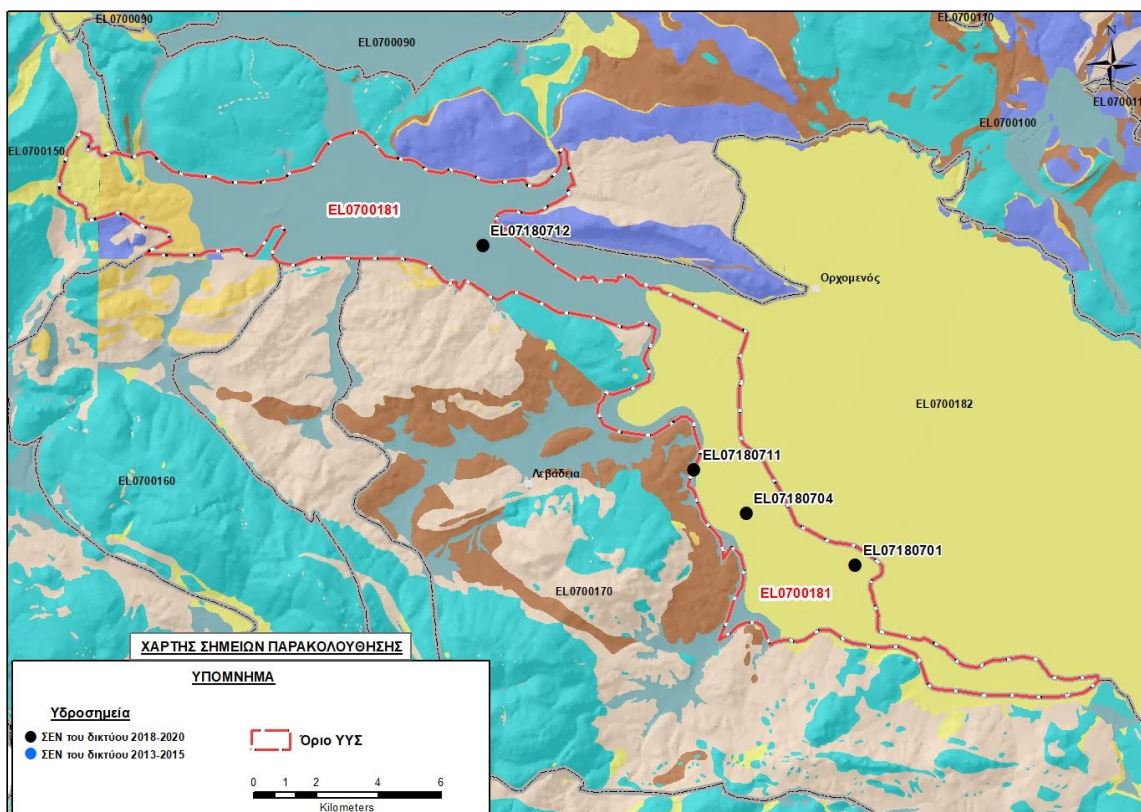 EL0700090
EL0700090
EL0700110
N
EL070011
EL0700100
EL0700150
EL0700181
EL07180712
Ορχομενός
EL0700182
EL07180711
Λεβάδεια
EL0700160
EL07180704
EL07180701
EL0700170
EL0700181
ΧΑΡΤΗΣ ΣΗΜΕΙΩΝ ΠΑΡΑΚΟΛΟΥΘΗΣΗΣ
ΥΠΟΜΝΗΜΑ
Υδροσημεία
ΣΕΝ του δικτύου 2018-2020
ΣΕΝ του δικτύου 2013-2015
Όριο ΥΥΣ
0 1 2 4 6
Kilometers